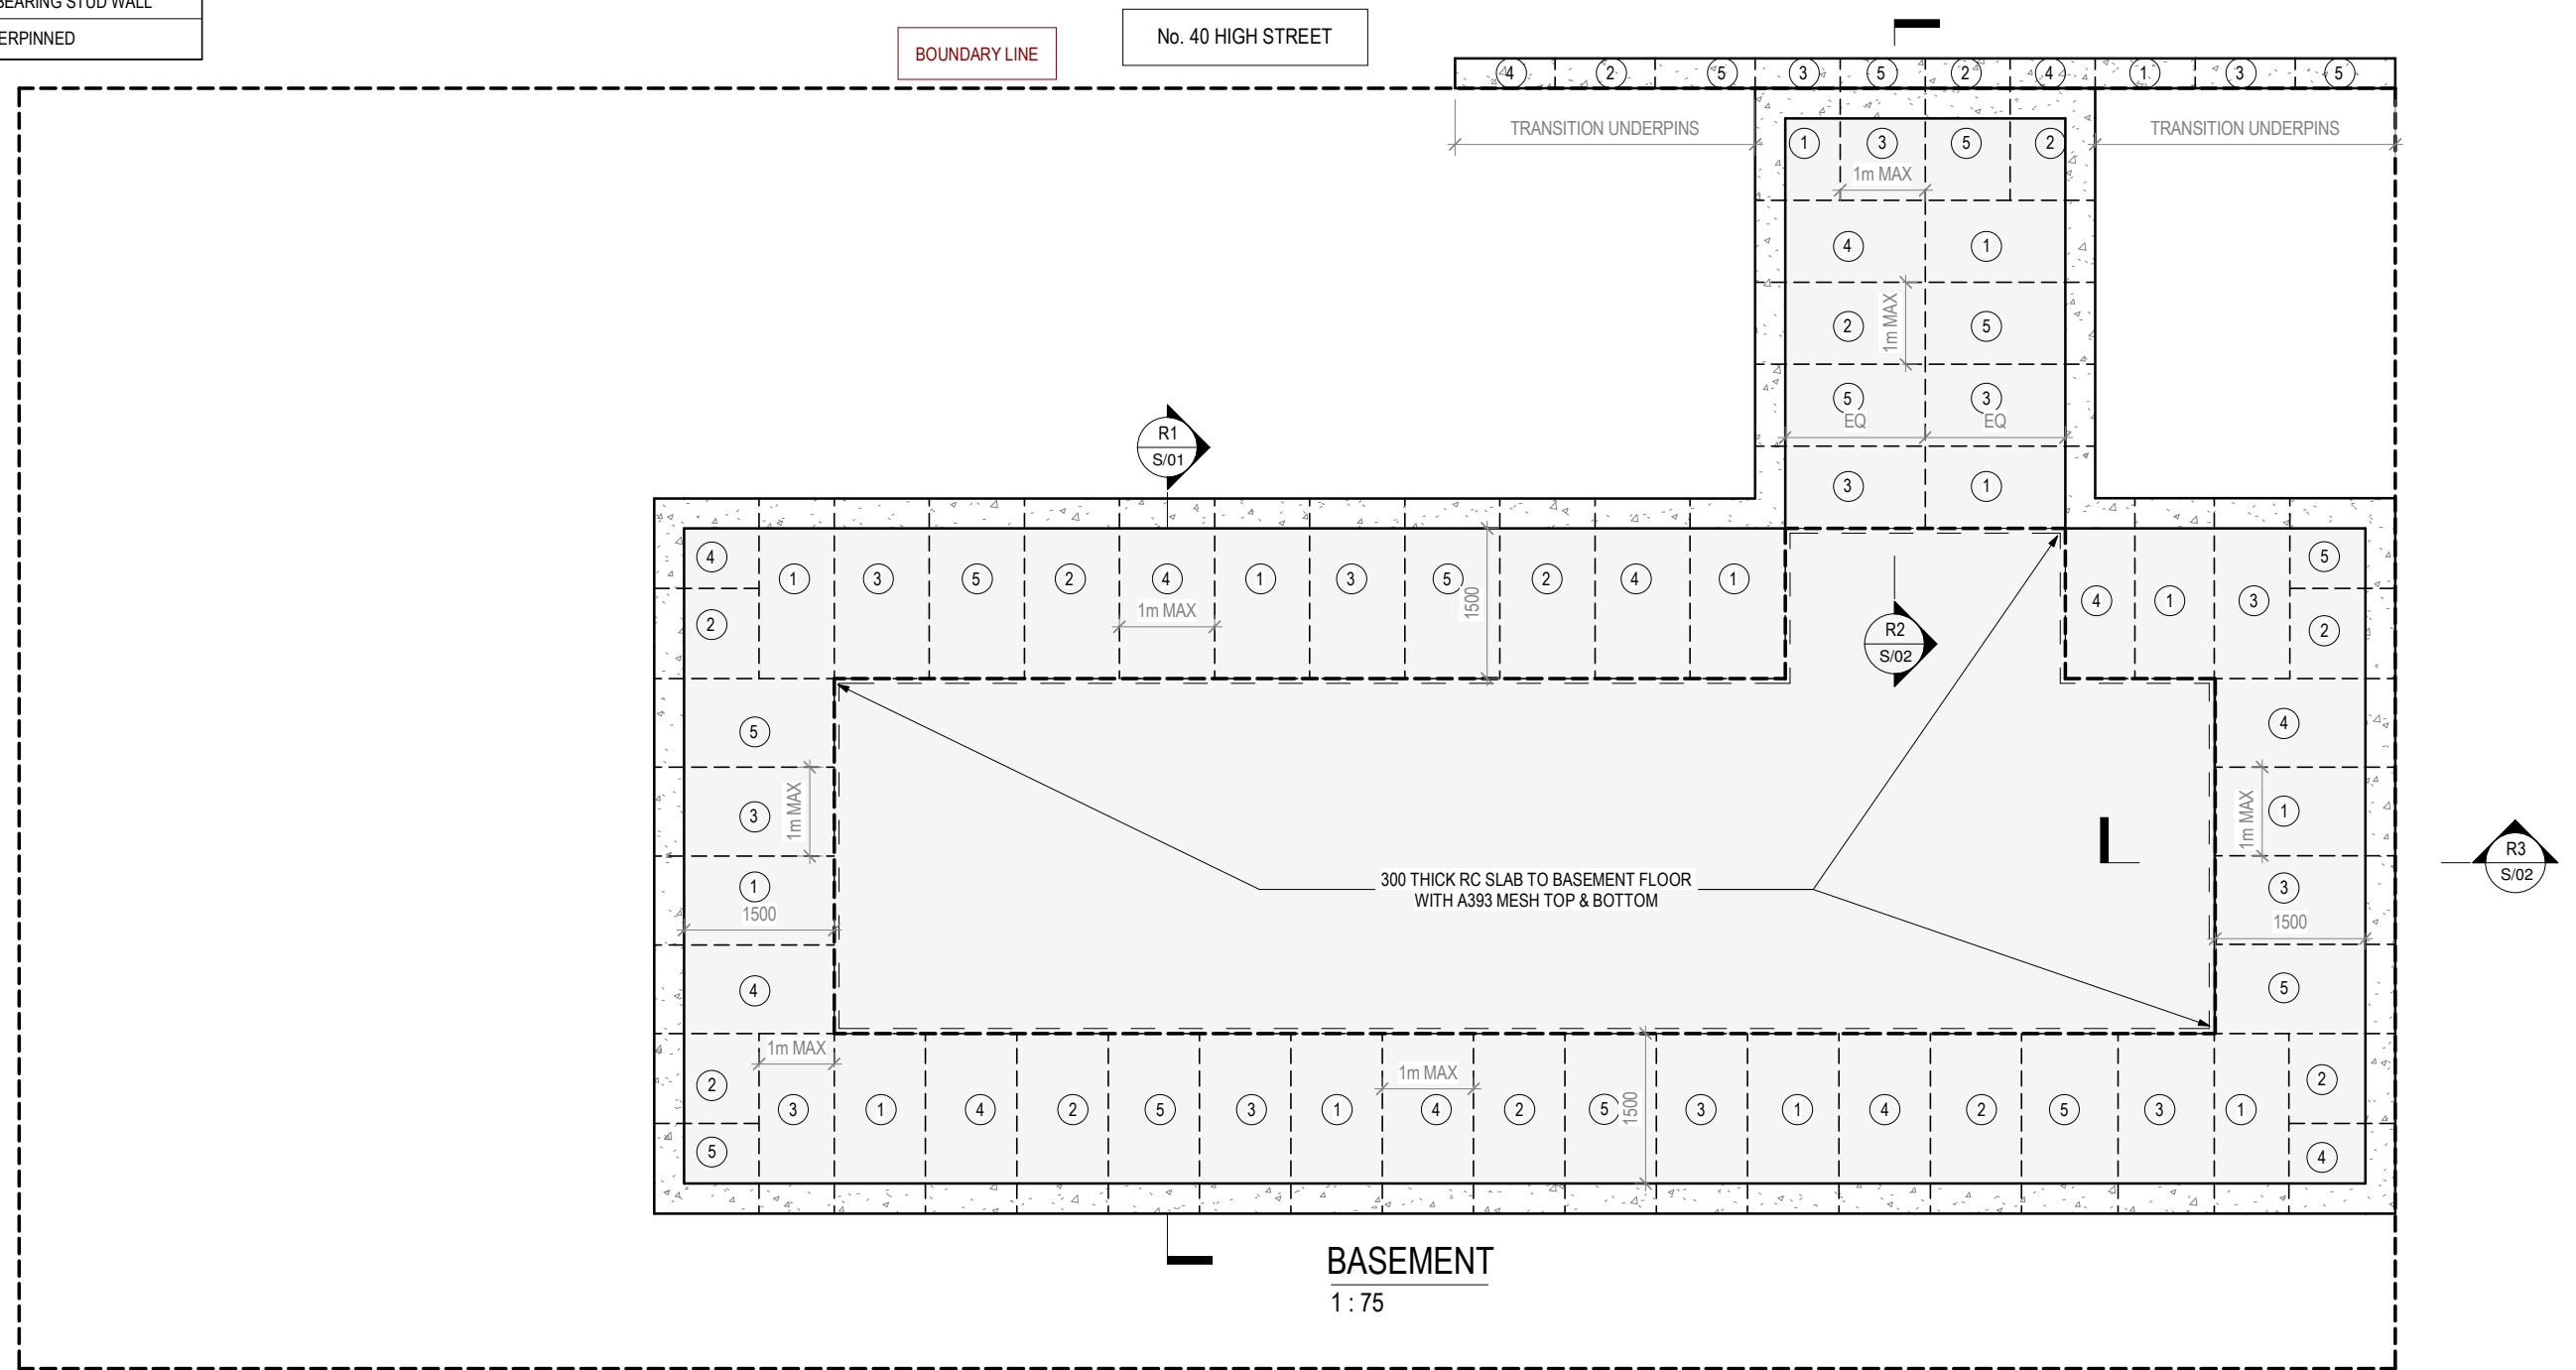 BEARING STUD WALL
ERPINNED
BOUNDARY LINE
No. 40 HIGH STREET
4 2 5 3 5 2 4 1 3 5
TRANSITION UNDERPINS
TRANSITION UNDERPINS
1 3 5 2
1m MAX
4 1
1m MAX
2 5
5 3
EQ EQ
R1
S/01
3 1
4 1 3 5 2 4 1 3 5 2 4 1
1m MAX
1500
2
R2
S/02
4 1 3 5
2
5
4
3
1m MAX
1
1m MAX
R3
S/02
1
1500
3
1500
300 THICK RC SLAB TO BASEMENT FLOOR
WITH A393 MESH TOP & BOTTOM
4
5
1m MAX
1m MAX
1500
2
3 1 4 2 5 3 1 4 2 5 3 1 4 2 5 3 1
2
5
4
BASEMENT
1 : 75